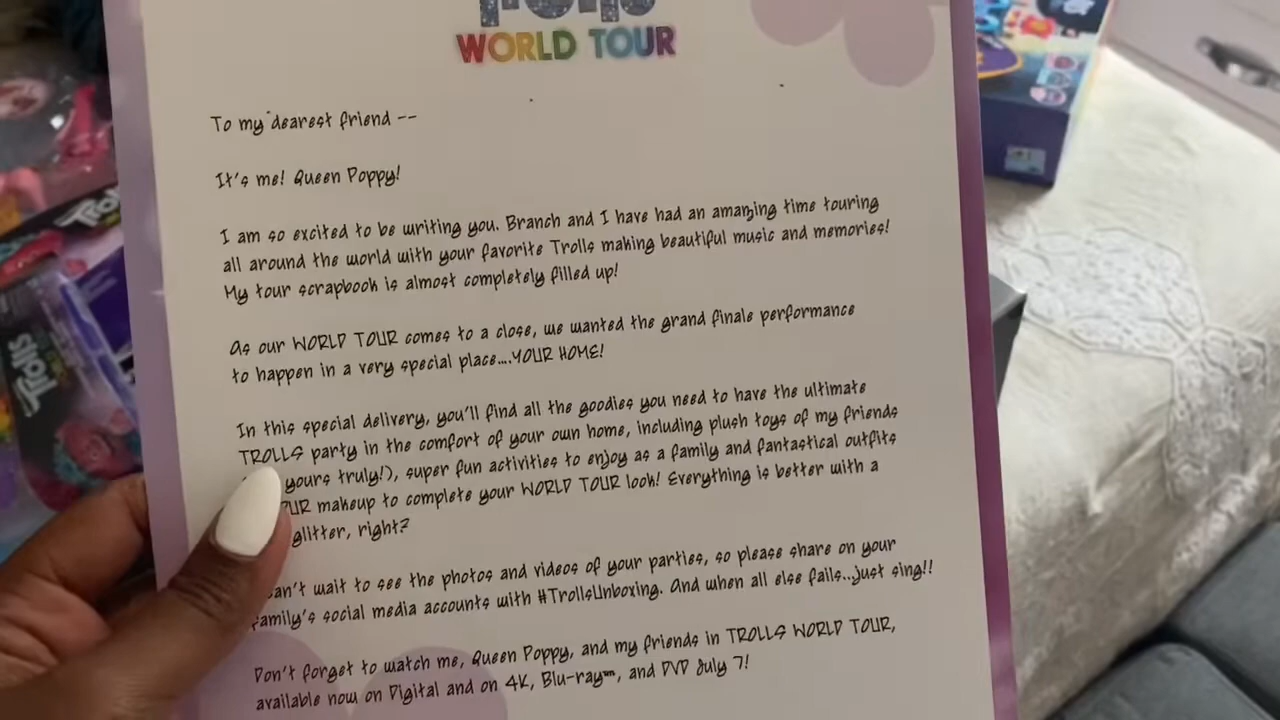 Trolls
WORLD TOUR
To my dearest friend --
It's me! Queen Poppy!
I am so excited to be writing you. Branch and I have had an amazing time touring
all around the world with your favorite Trolls making beautiful music and memories!
My tour scrapbook is almost completely filled up!
As our WORLD TOUR comes to a close, we wanted the grand finale performance
to happen in a very special place....YOUR HOME!
In this special delivery, you'll find all the goodies you need to have the ultimate
TROLLS party in the comfort of your own home, including plush toys of my friends
yours truly!), super fun activities to enjoy as a family and fantastical outfits
makeup to complete your WORLD TOUR look! Everything is better with a
glitter, right?
can't wait to see the photos and videos of your parties, so please share on your
family's social media accounts with #TrollsUnboxing. And when all else fails...just sing!!
Don't forget to watch me, Queen Poppy, and my friends in TROLLS WORLD TOUR,
available now on Digital and on 4K, Blu-ray™, and DVD July 7!
Trolls
Trolls